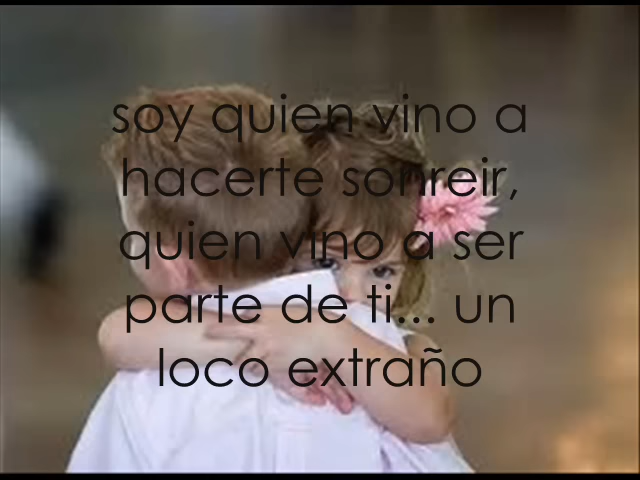 soy quien vino a
hacerte sonreir,
quien vino a ser
parte de ti... un
loco extraño